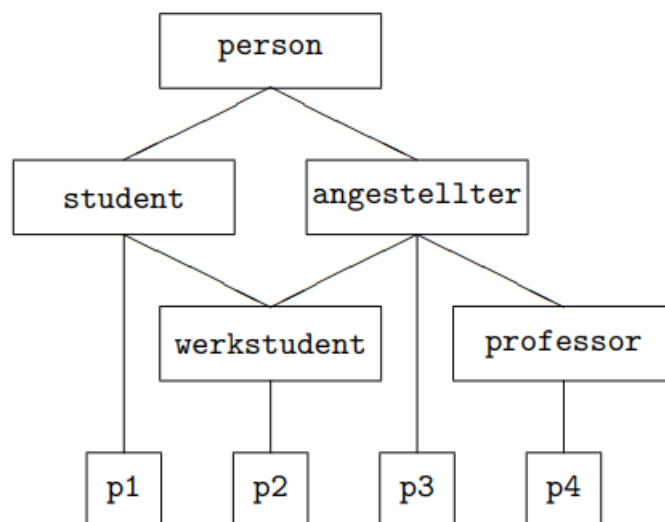 person
student
angestellter
werkstudent
professor
p1
p2
p3
p4